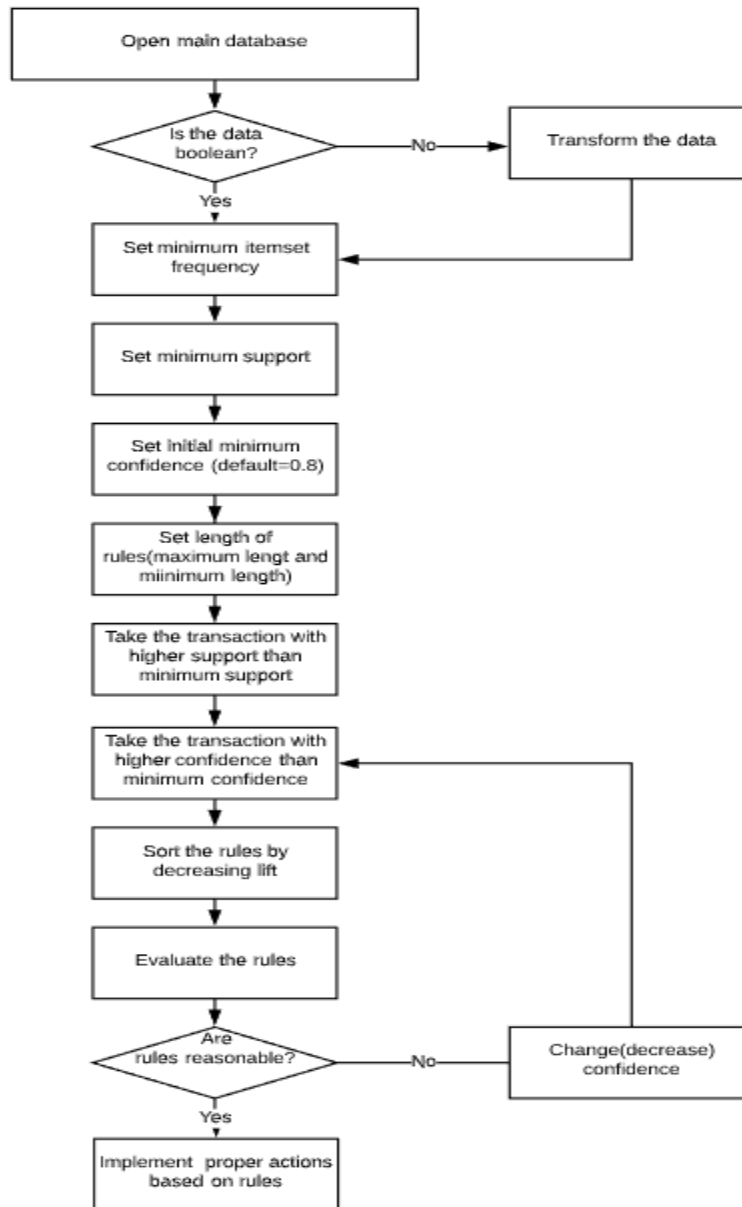 Open main database
Is the data
boolean?
No
Transform the data
Yes
Set minimum itemset
frequency
Set minimum support
Set initial minimum
confidence (default=0.8)
Set length of
rules(maximum lengt and
miinimum length)
Take the transaction with
higher support than
minimum support
Take the transaction with
higher confidence than
minimum confidence
Sort the rules by
decreasing lift
Evaluate the rules
Are
rules reasonable?
No
Change(decrease)
confidence
Yes
Implement proper actions
based on rules